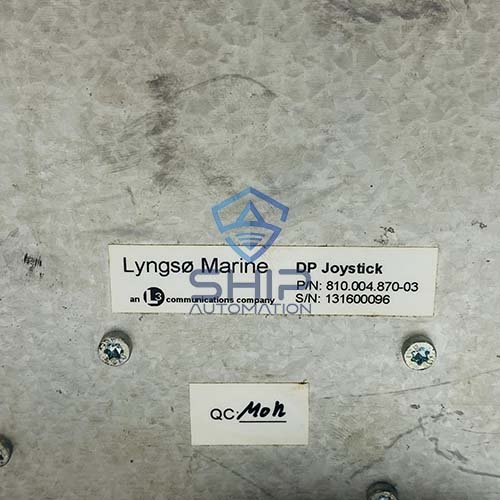 Lyngsø Marine DP Joystick
P/N: 810.004.870-03
an L3 communications company S/N: 131600096
SHIP
AUTOMATION
QC: Moh